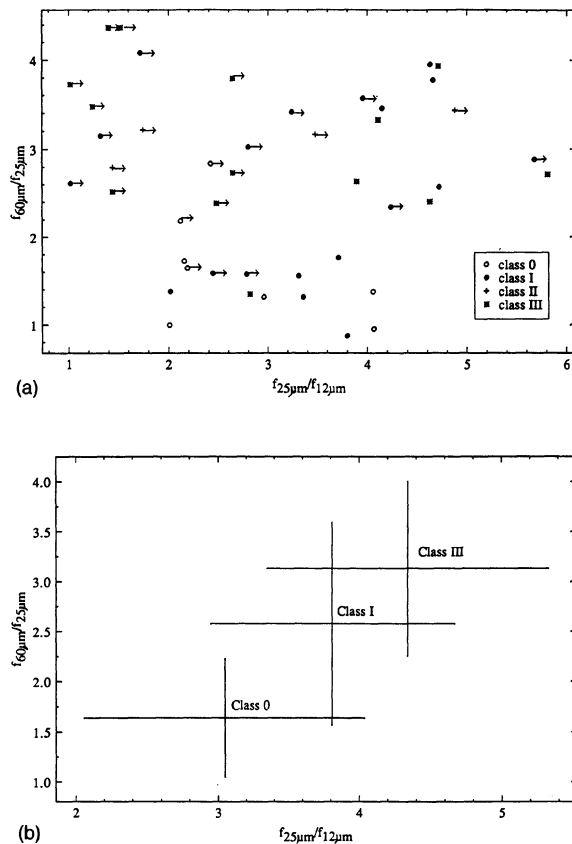 4
3
2
1
f60μm/f25μm
class 0
class I
class II
class III
1 2 3 4 5 6
f25μm/f12μm
(a)
4.0
3.5
3.0
2.5
2.0
1.5
1.0
f60μm/f25μm
Class III
Class I
Class 0
2 3 4 5
f25μm/f12μm
(b)